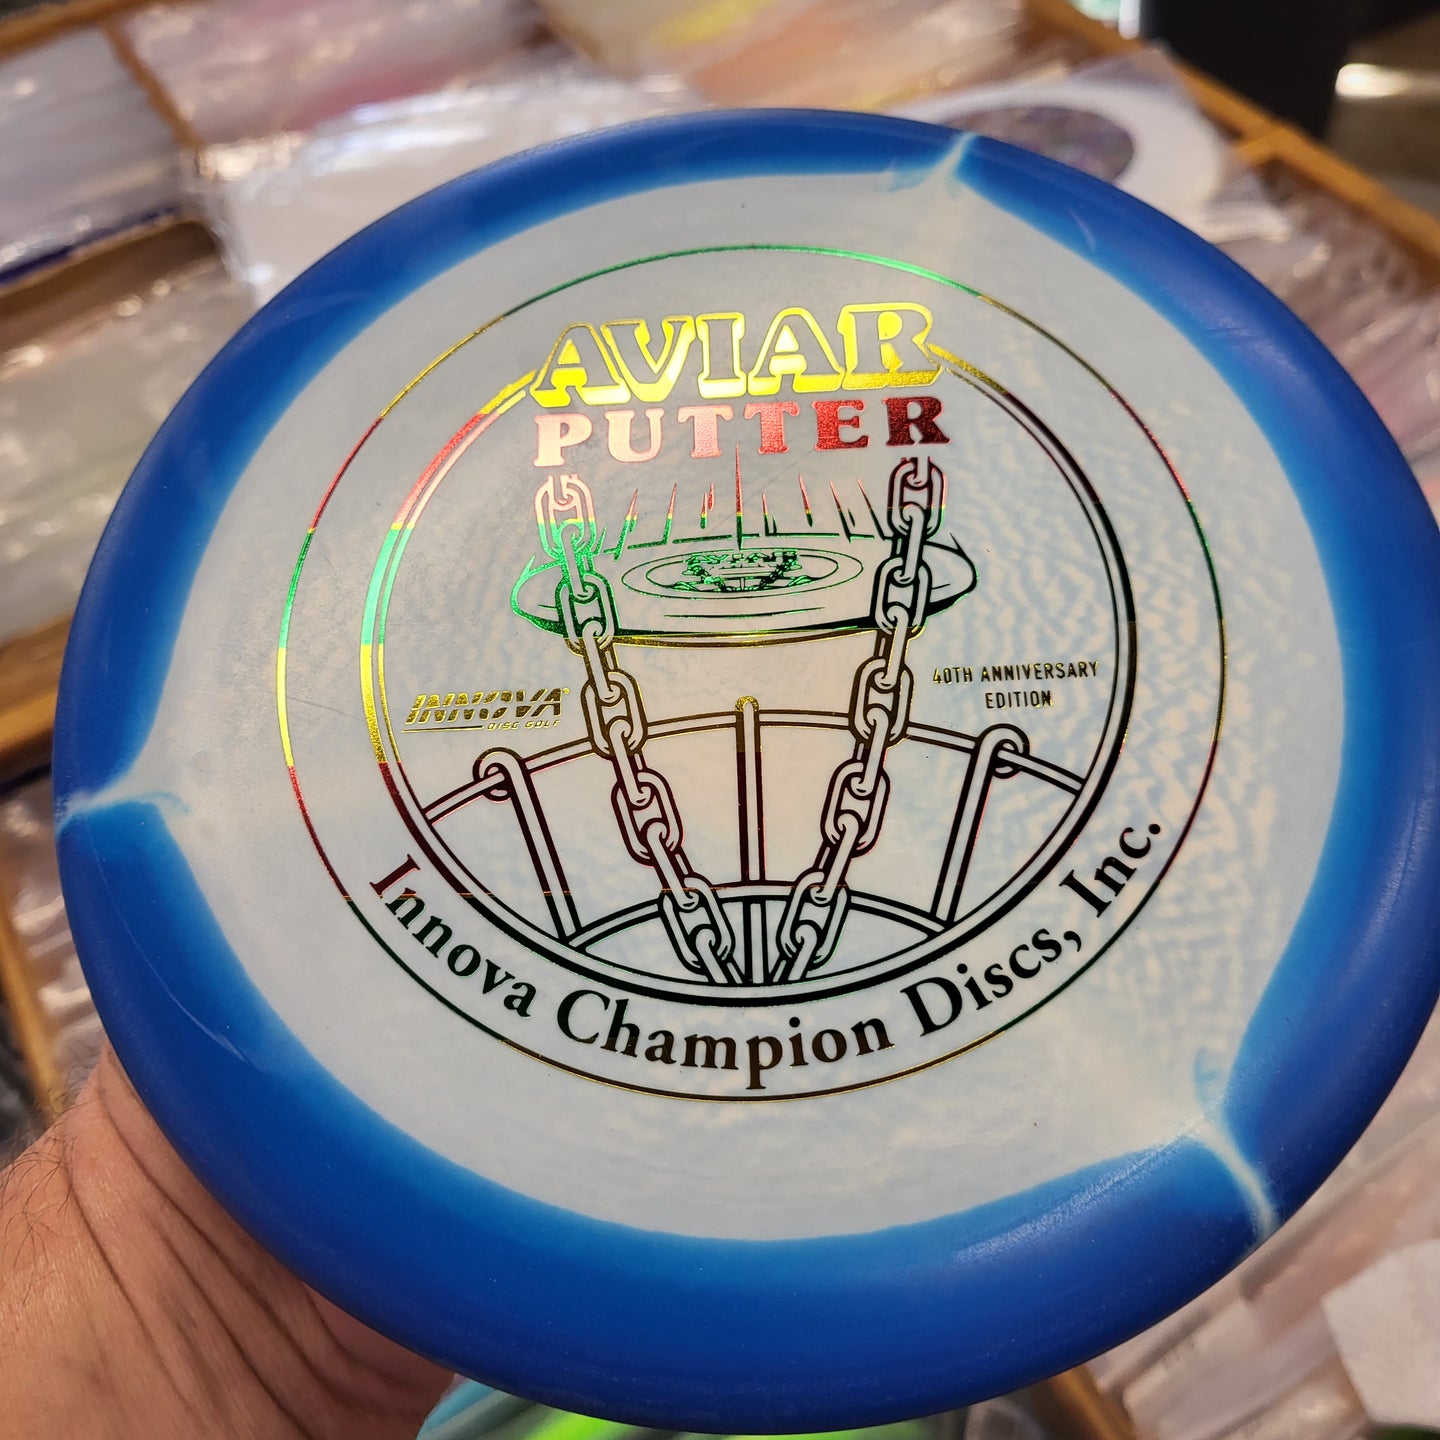 AVIAR
PUTTER
INNOVA
DISC GOLF
40TH ANNIVERSARY
EDITION
Innova Champion Discs, Inc.